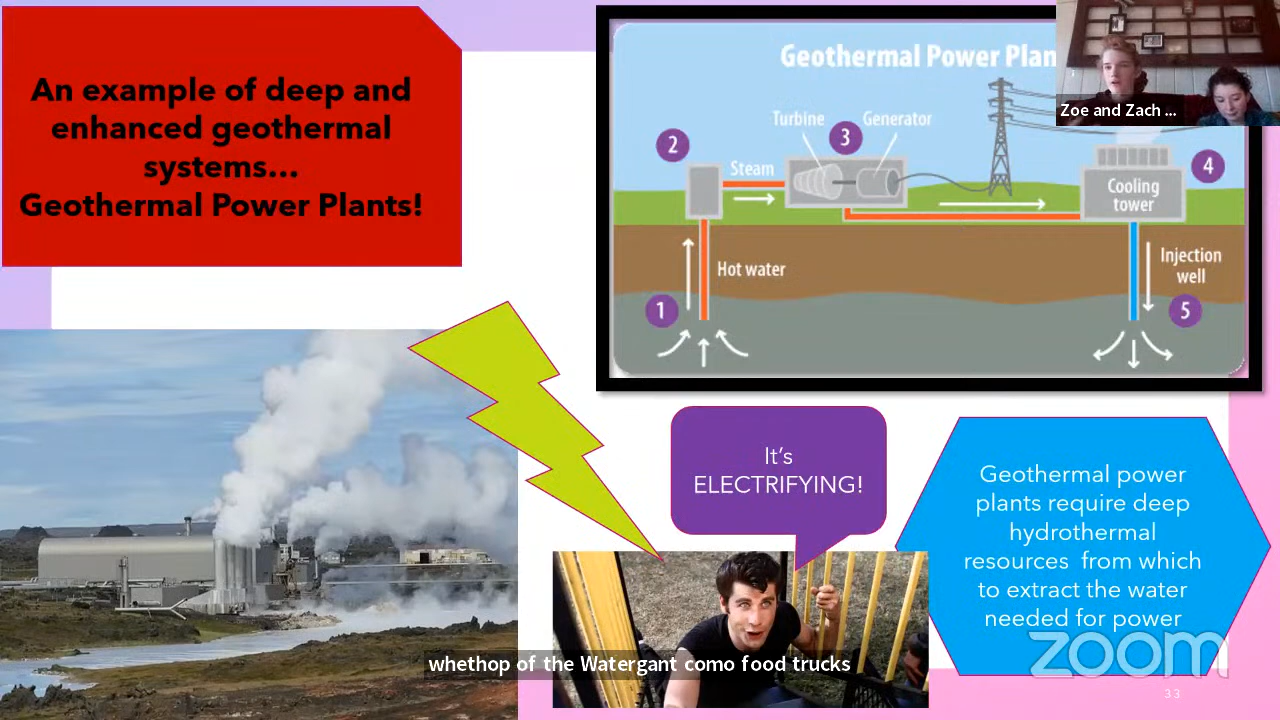 An example of deep and
enhanced geothermal
systems...
Geothermal Power Plants!
Geothermal Power Plan
Zoe and Zach ...
Turbine
3
Generator
2
Steam
4
Cooling
tower
Hot water
Injection
well
1
5
It's
ELECTRIFYING!
Geothermal power
plants require deep
hydrothermal
resources from which
to extract the water
needed for power
zoom
whethop of the Watergant como food trucks
33